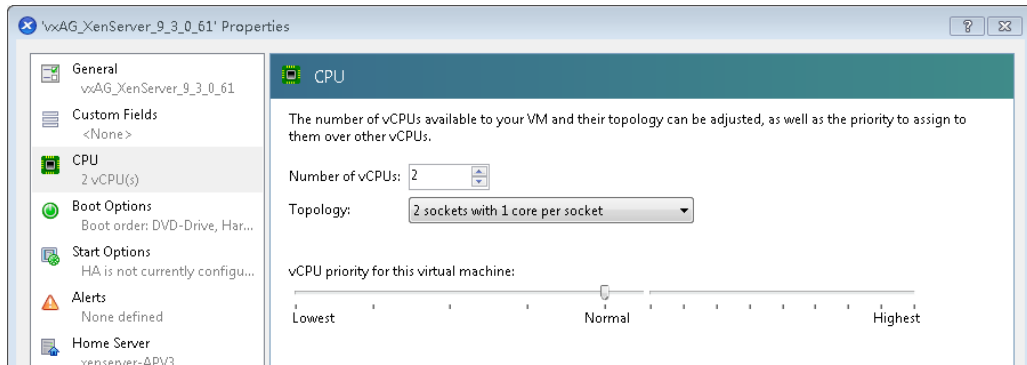 'vxAG_XenServer_9_3_0_61' Properties
General
vxAG_XenServer_9_3_0_61
Custom Fields
<None>
CPU
2 vCPU(s)
Boot Options
Boot order: DVD-Drive, Har...
Start Options
HA is not currently configu...
Alerts
None defined
Home Server
xenserver-APV3
CPU
The number of vCPUs available to your VM and their topology can be adjusted, as well as the priority to assign to
them over other vCPUs.
Number of vCPUs: 2
Topology: 2 sockets with 1 core per socket
vCPU priority for this virtual machine:
Lowest Normal Highest